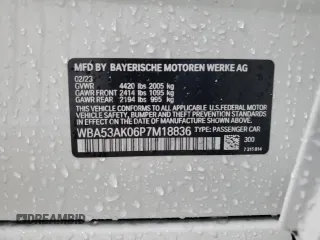 MFD BY BAYERISCHE MOTOREN WERKE AG
02/23
GVWR 4420 lbs 2005 kg
GAWR FRONT 2414 lbs 1095 kg
GAWR REAR 2194 lbs 995 kg
THIS VEHICLE CONFORMS TO ALL APPLICABLE
FEDERAL MOTOR VEHICLE SAFETY, BUMPER,
AND THEFT PREVENTION STANDARDS IN EFFECT
ON THE DATE OF MANUFACTURE SHOWN ABOVE.
WBA53AK06P7M18836 TYPE: PASSENGER CAR
300
DREAMBID